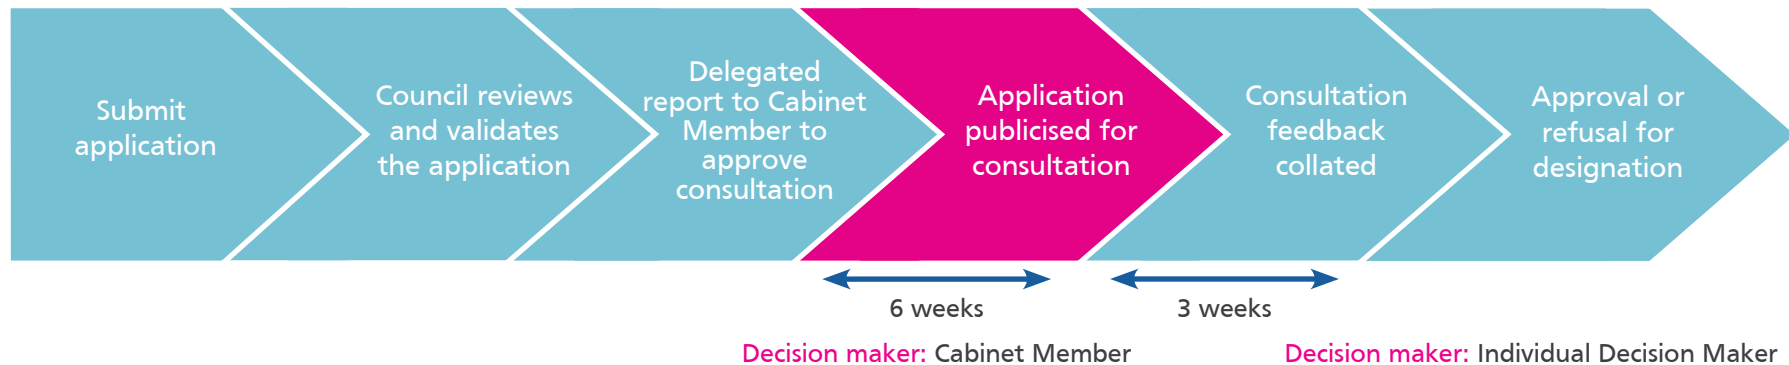 Submit
application
Council reviews
and validates
the application
Delegated
report to Cabinet
Member to
approve
consultation
Application
publicised for
consultation
Consultation
feedback
collated
Approval or
refusal for
designation
6 weeks
3 weeks
Decision maker: Cabinet Member
Decision maker: Individual Decision Maker